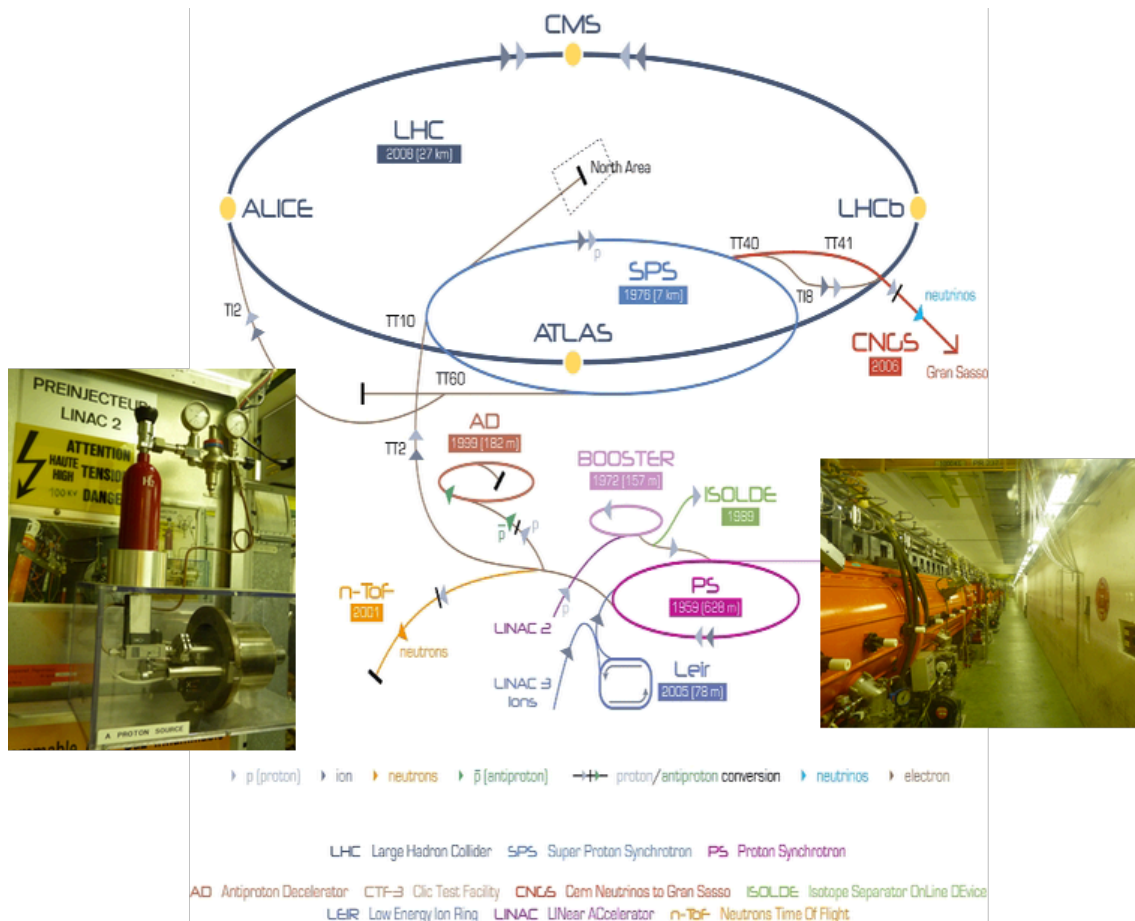 CMS
LHC
2008 (27 km)
North Area
ALICE
LHCb
TT40
TT41
SPS
1976 (7 km)
p
TI8
neutrinos
TI2
TT10
ATLAS
CNGS
2006
Gran Sasso
TT60
PREINJECTEUR
LINAC 2
ATTENTION
HAUTE TENSION
HIGH
100 KV DANGER
H2
A PROTON SOURCE
AD
1999 (182 m)
TT2
BOOSTER
1972 (157 m)
ISOLDE
1989
p̄
p
n-ToF
2001
PS
1959 (628 m)
LINAC 2
p
neutrons
LINAC 3
Ions
Leir
2005 (78 m)
p (proton) ion neutrons p̄ (antiproton) proton/antiproton conversion neutrinos electron
LHC Large Hadron Collider SPS Super Proton Synchrotron PS Proton Synchrotron
AD Antiproton Decelerator CTF-3 Clic Test Facility CNGS Cern Neutrinos to Gran Sasso ISOLDE Isotope Separator OnLine DEvice
LEIR Low Energy Ion Ring LINAC LINear ACcelerator n-ToF Neutrons Time Of Flight